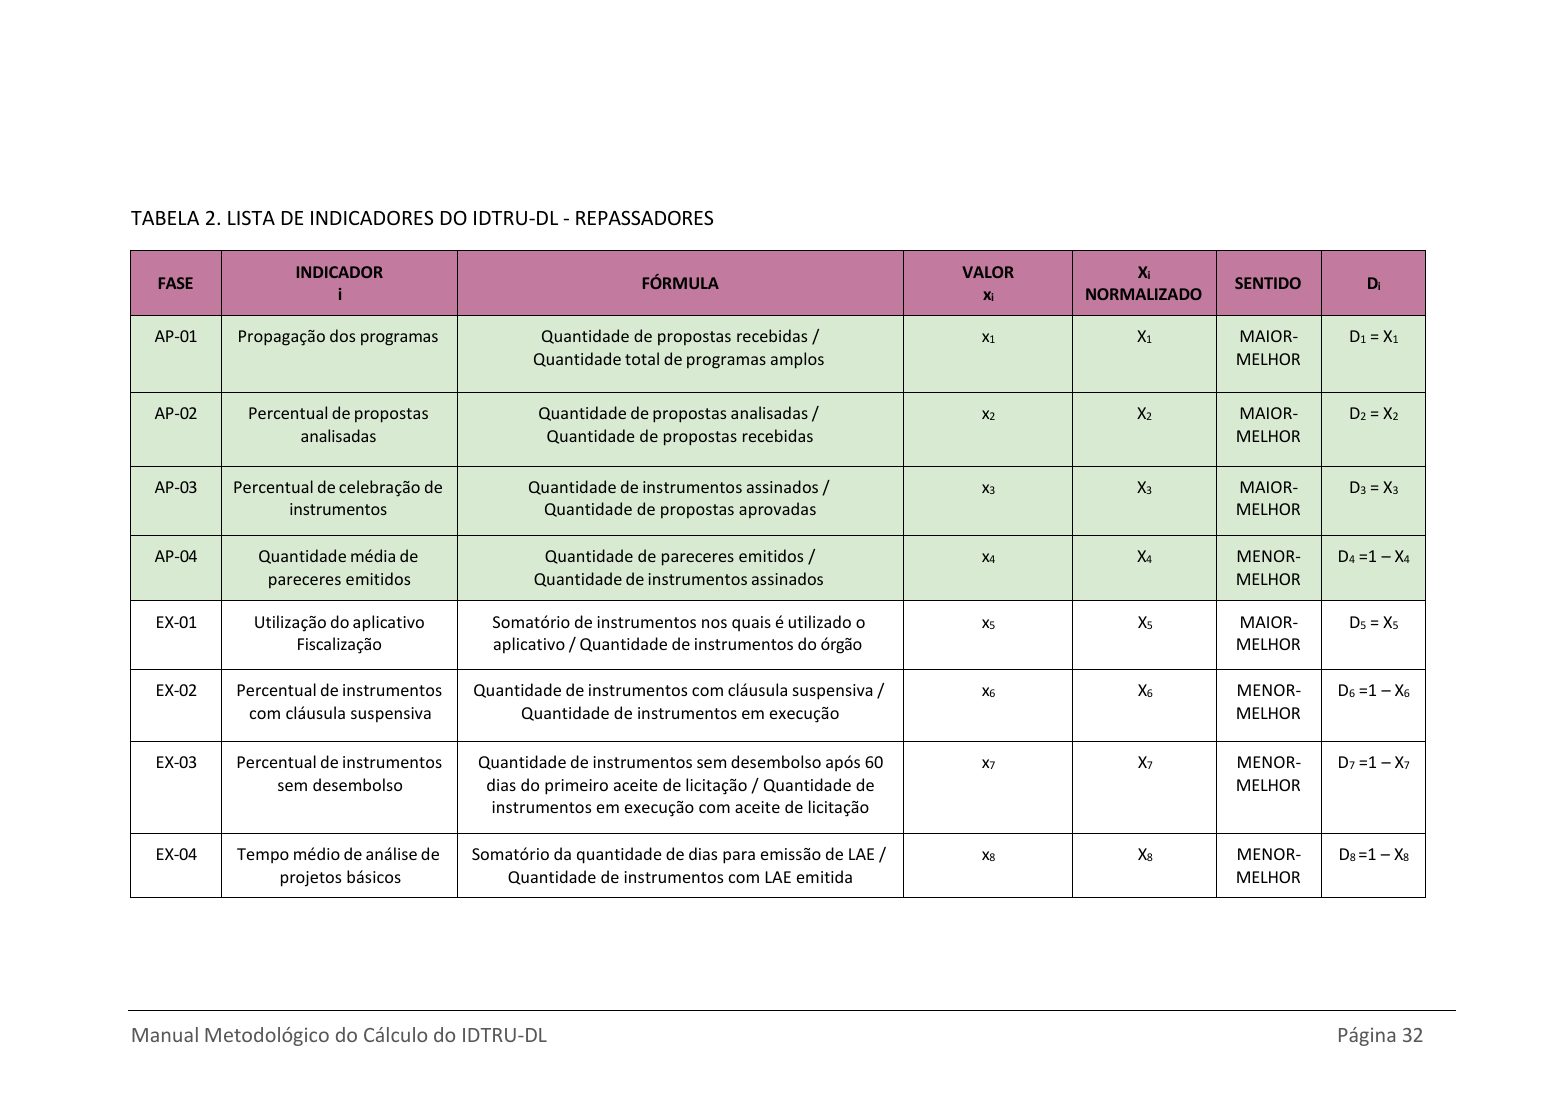 TABELA 2. LISTA DE INDICADORES DO IDTRU-DL - REPASSADORES
FASE
INDICADOR
i
FÓRMULA
VALOR
xᵢ
Xᵢ
NORMALIZADO
SENTIDO
Dᵢ
AP-01
Propagação dos programas
Quantidade de propostas recebidas /
Quantidade total de programas amplos
x₁
X₁
MAIOR-
MELHOR
D₁ = X₁
AP-02
Percentual de propostas
analisadas
Quantidade de propostas analisadas /
Quantidade de propostas recebidas
x₂
X₂
MAIOR-
MELHOR
D₂ = X₂
AP-03
Percentual de celebração de
instrumentos
Quantidade de instrumentos assinados /
Quantidade de propostas aprovadas
x₃
X₃
MAIOR-
MELHOR
D₃ = X₃
AP-04
Quantidade média de
pareceres emitidos
Quantidade de pareceres emitidos /
Quantidade de instrumentos assinados
x₄
X₄
MENOR-
MELHOR
D₄ =1 – X₄
EX-01
Utilização do aplicativo
Fiscalização
Somatório de instrumentos nos quais é utilizado o
aplicativo / Quantidade de instrumentos do órgão
x₅
X₅
MAIOR-
MELHOR
D₅ = X₅
EX-02
Percentual de instrumentos
com cláusula suspensiva
Quantidade de instrumentos com cláusula suspensiva /
Quantidade de instrumentos em execução
x₆
X₆
MENOR-
MELHOR
D₆ =1 – X₆
EX-03
Percentual de instrumentos
sem desembolso
Quantidade de instrumentos sem desembolso após 60
dias do primeiro aceite de licitação / Quantidade de
instrumentos em execução com aceite de licitação
x₇
X₇
MENOR-
MELHOR
D₇ =1 – X₇
EX-04
Tempo médio de análise de
projetos básicos
Somatório da quantidade de dias para emissão de LAE /
Quantidade de instrumentos com LAE emitida
x₈
X₈
MENOR-
MELHOR
D₈ =1 – X₈
Manual Metodológico do Cálculo do IDTRU-DL
Página 32